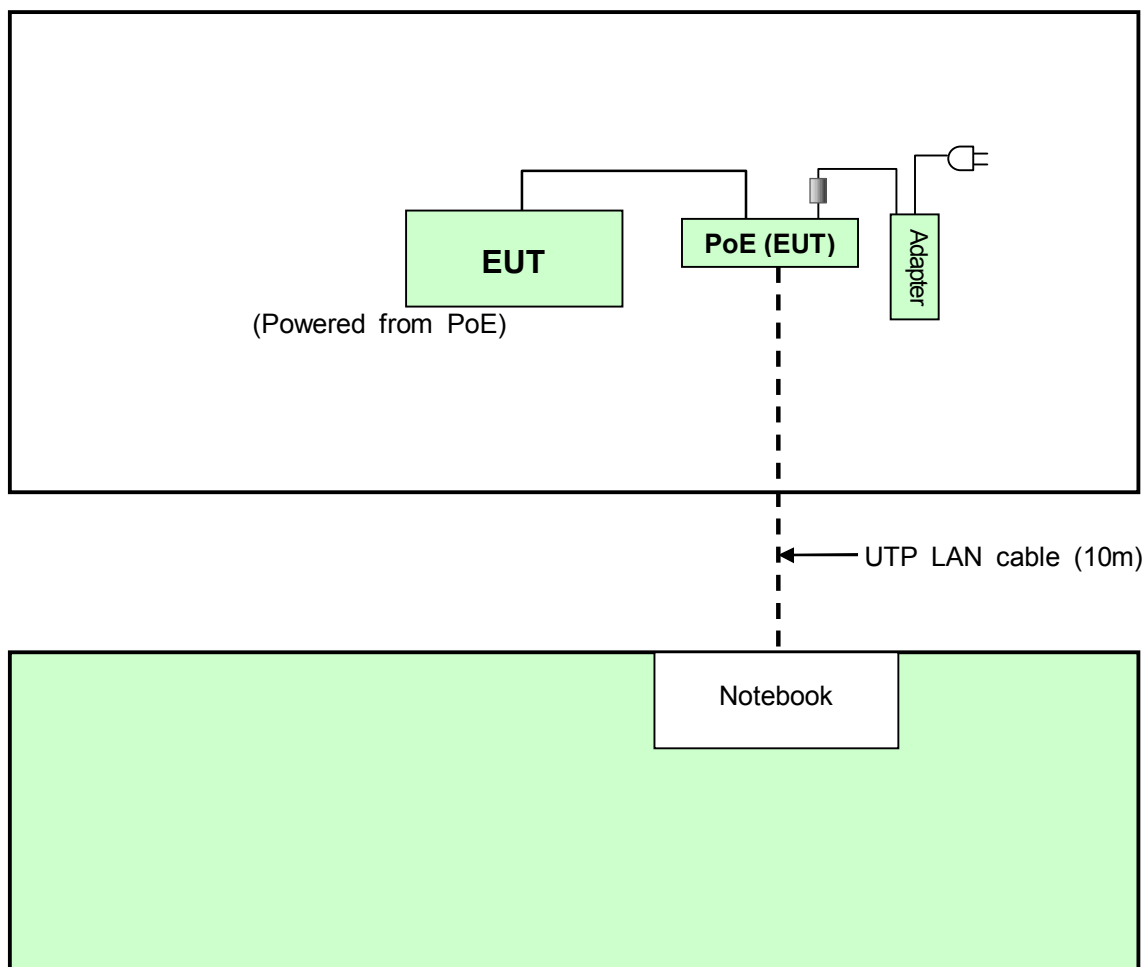 EUT
PoE (EUT)
Adapter
(Powered from PoE)
UTP LAN cable (10m)
Notebook